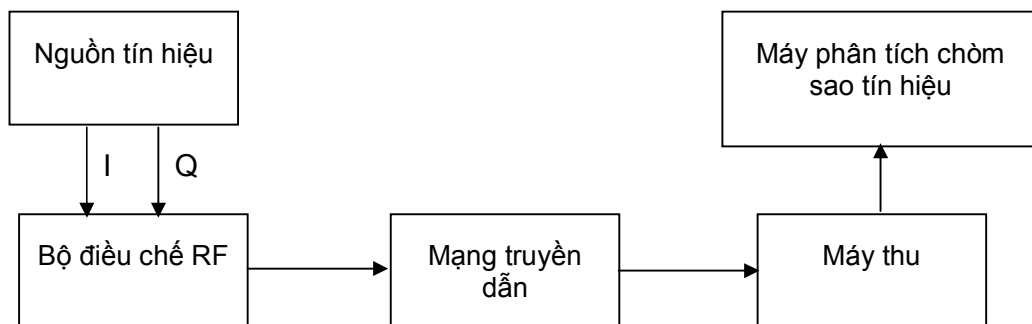 Nguồn tín hiệu
Máy phân tích chòm
sao tín hiệu
I
Q
Bộ điều chế RF
Mạng truyền
dẫn
Máy thu